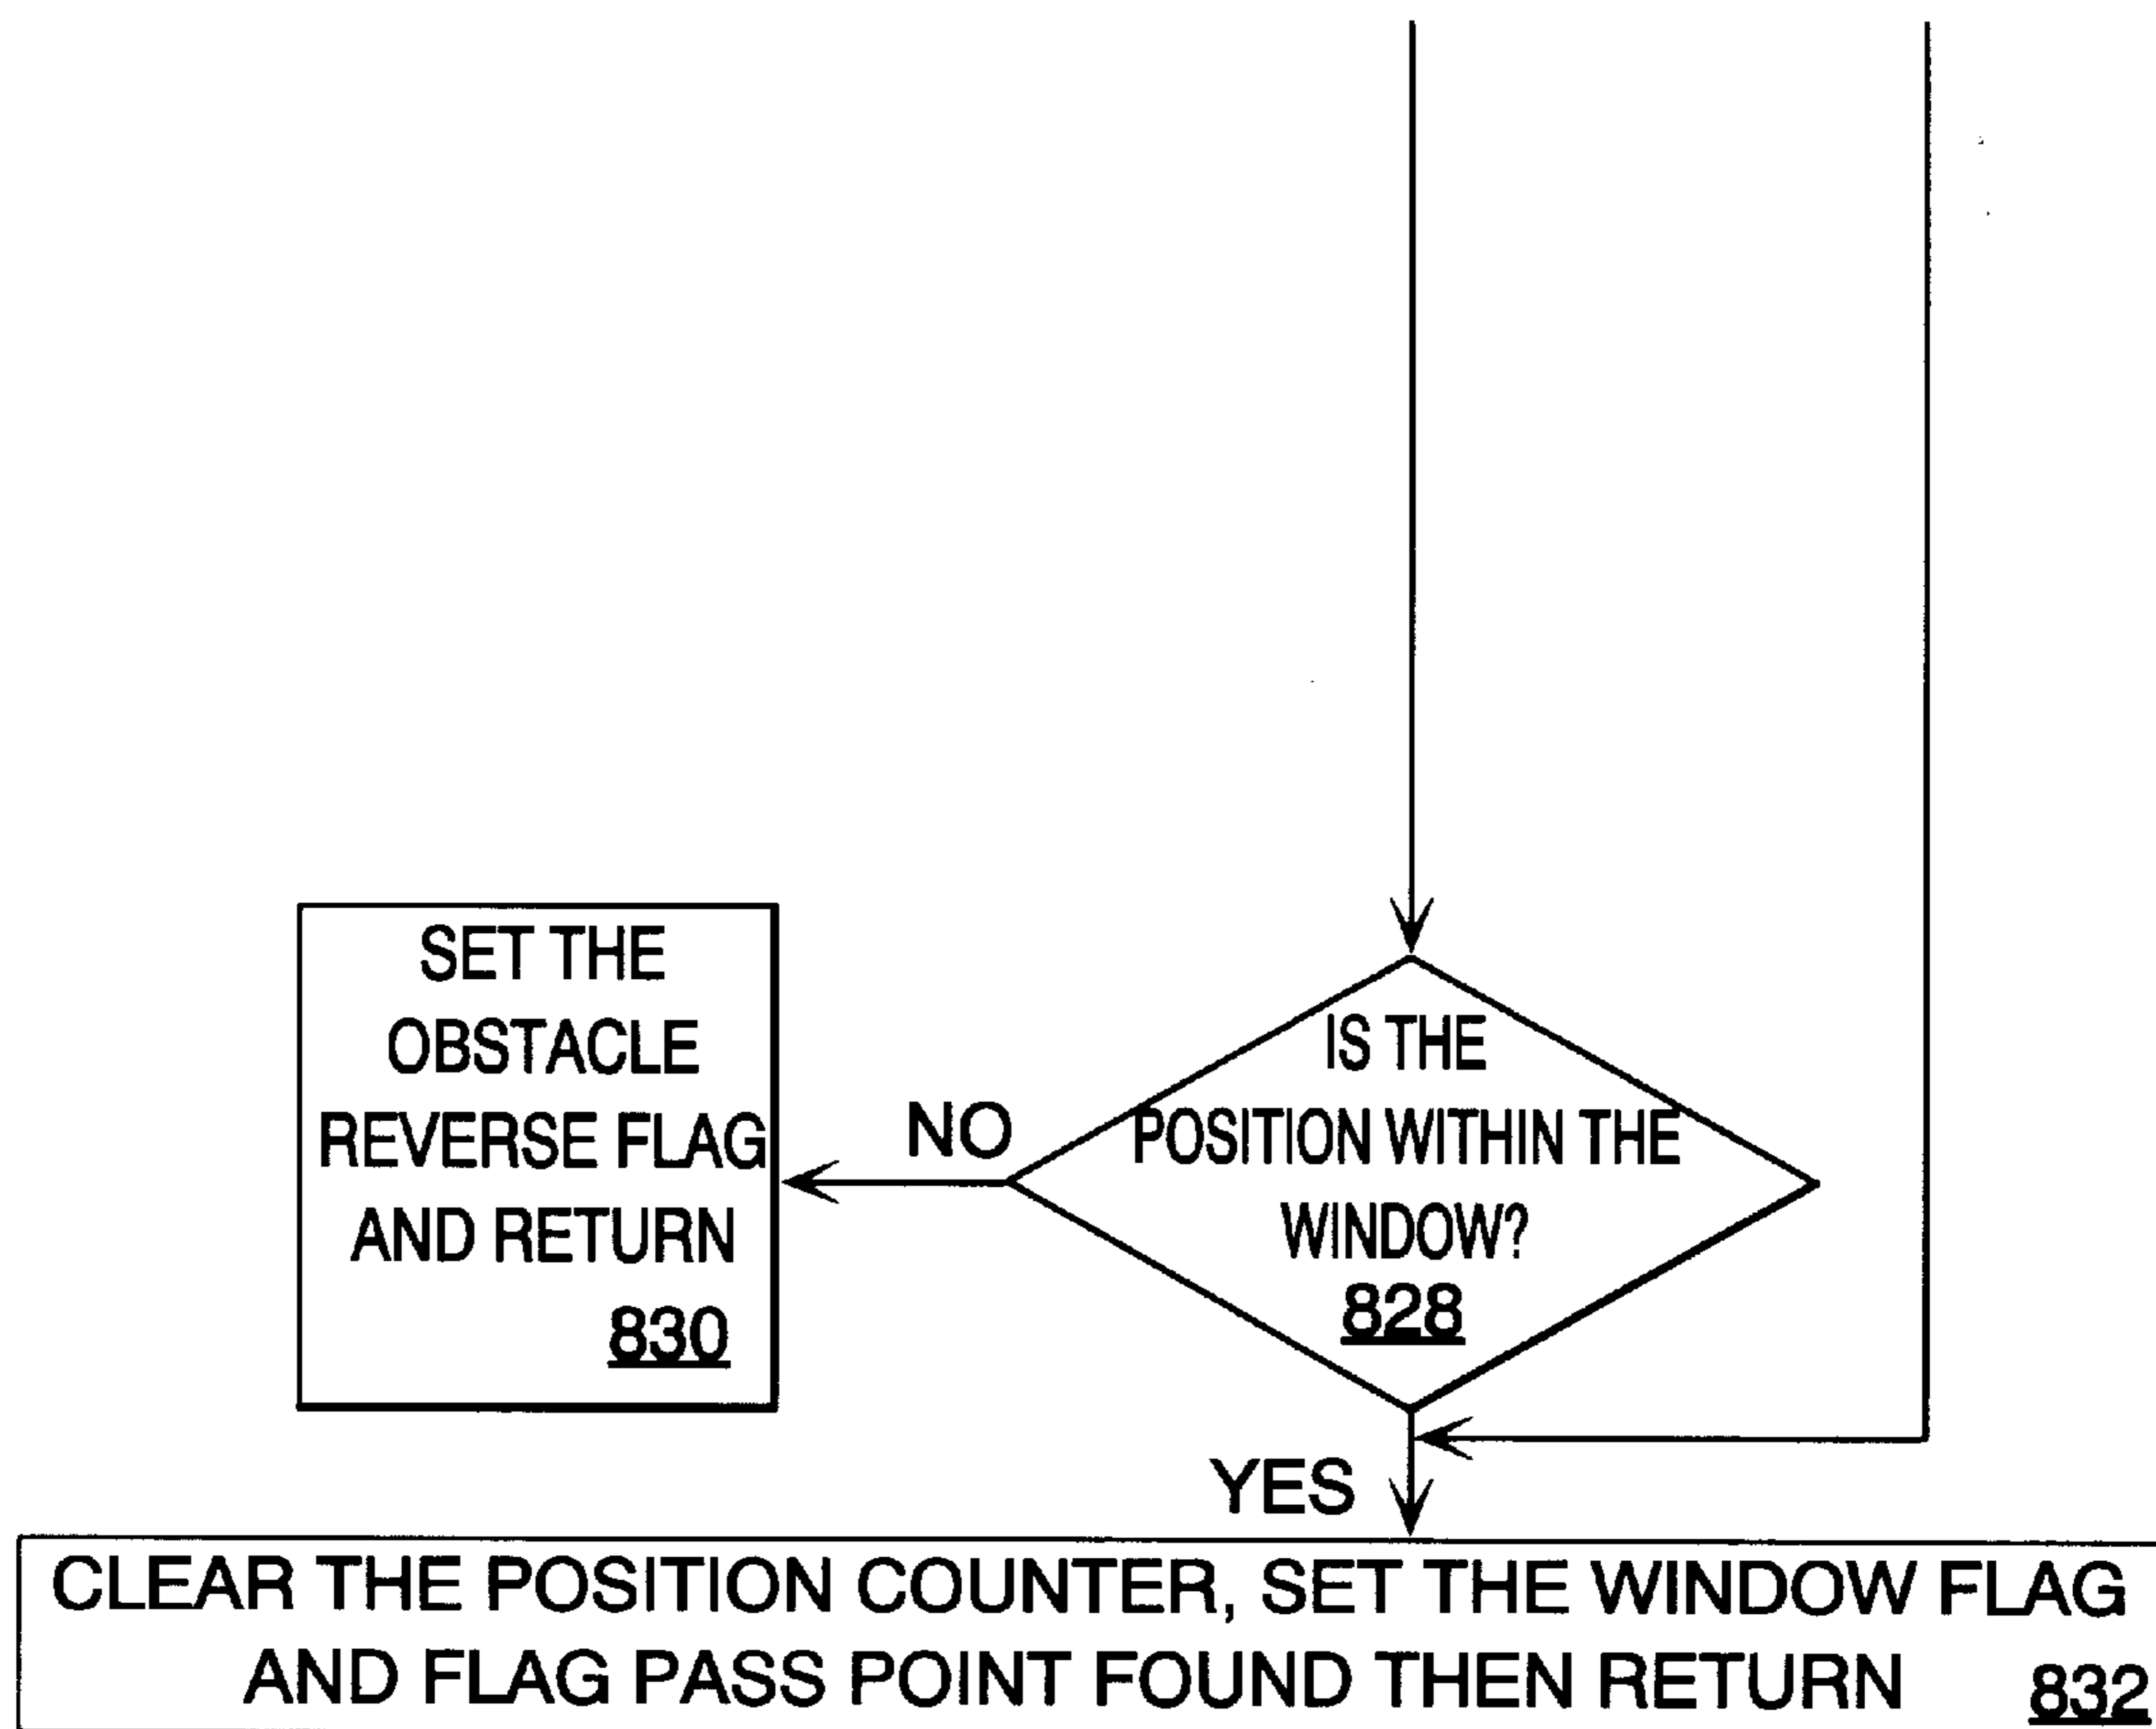 SET THE
OBSTACLE
REVERSE FLAG
AND RETURN
830
NO
IS THE
POSITION WITHIN THE
WINDOW?
828
YES
CLEAR THE POSITION COUNTER, SET THE WINDOW FLAG
AND FLAG PASS POINT FOUND THEN RETURN 832